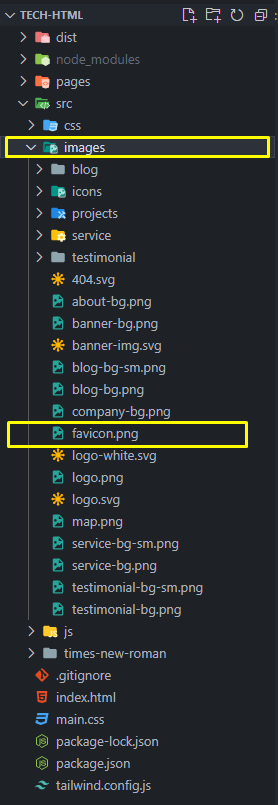 TECH-HTML
dist
node_modules
pages
src
css
images
blog
icons
projects
service
testimonial
404.svg
about-bg.png
banner-bg.png
banner-img.svg
blog-bg-sm.png
blog-bg.png
company-bg.png
favicon.png
logo-white.svg
logo.png
logo.svg
map.png
service-bg-sm.png
service-bg.png
testimonial-bg-sm.png
testimonial-bg.png
js
times-new-roman
.gitignore
index.html
main.css
package-lock.json
package.json
tailwind.config.js